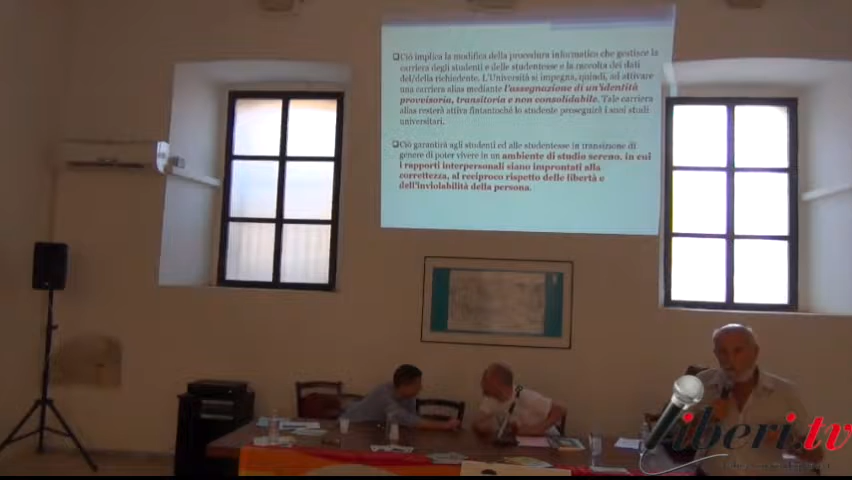 Ciò implica la modifica della procedura informatica che gestisce la
carriera degli studenti e delle studentesse e la raccolta dei dati
del/della richiedente. L'Università si impegna, quindi, ad attivare
una carriera alias mediante l'assegnazione di un'identità
provvisoria, transitoria e non consolidabile. Tale carriera
alias resterà attiva fintantoché lo studente proseguirà i suoi studi
universitari.
Ciò garantirà agli studenti ed alle studentesse in transizione di
genere di poter vivere in un ambiente di studio sereno, in cui
i rapporti interpersonali siano improntati alla
correttezza, al reciproco rispetto delle libertà e
dell'inviolabilità della persona.
liberi.tv